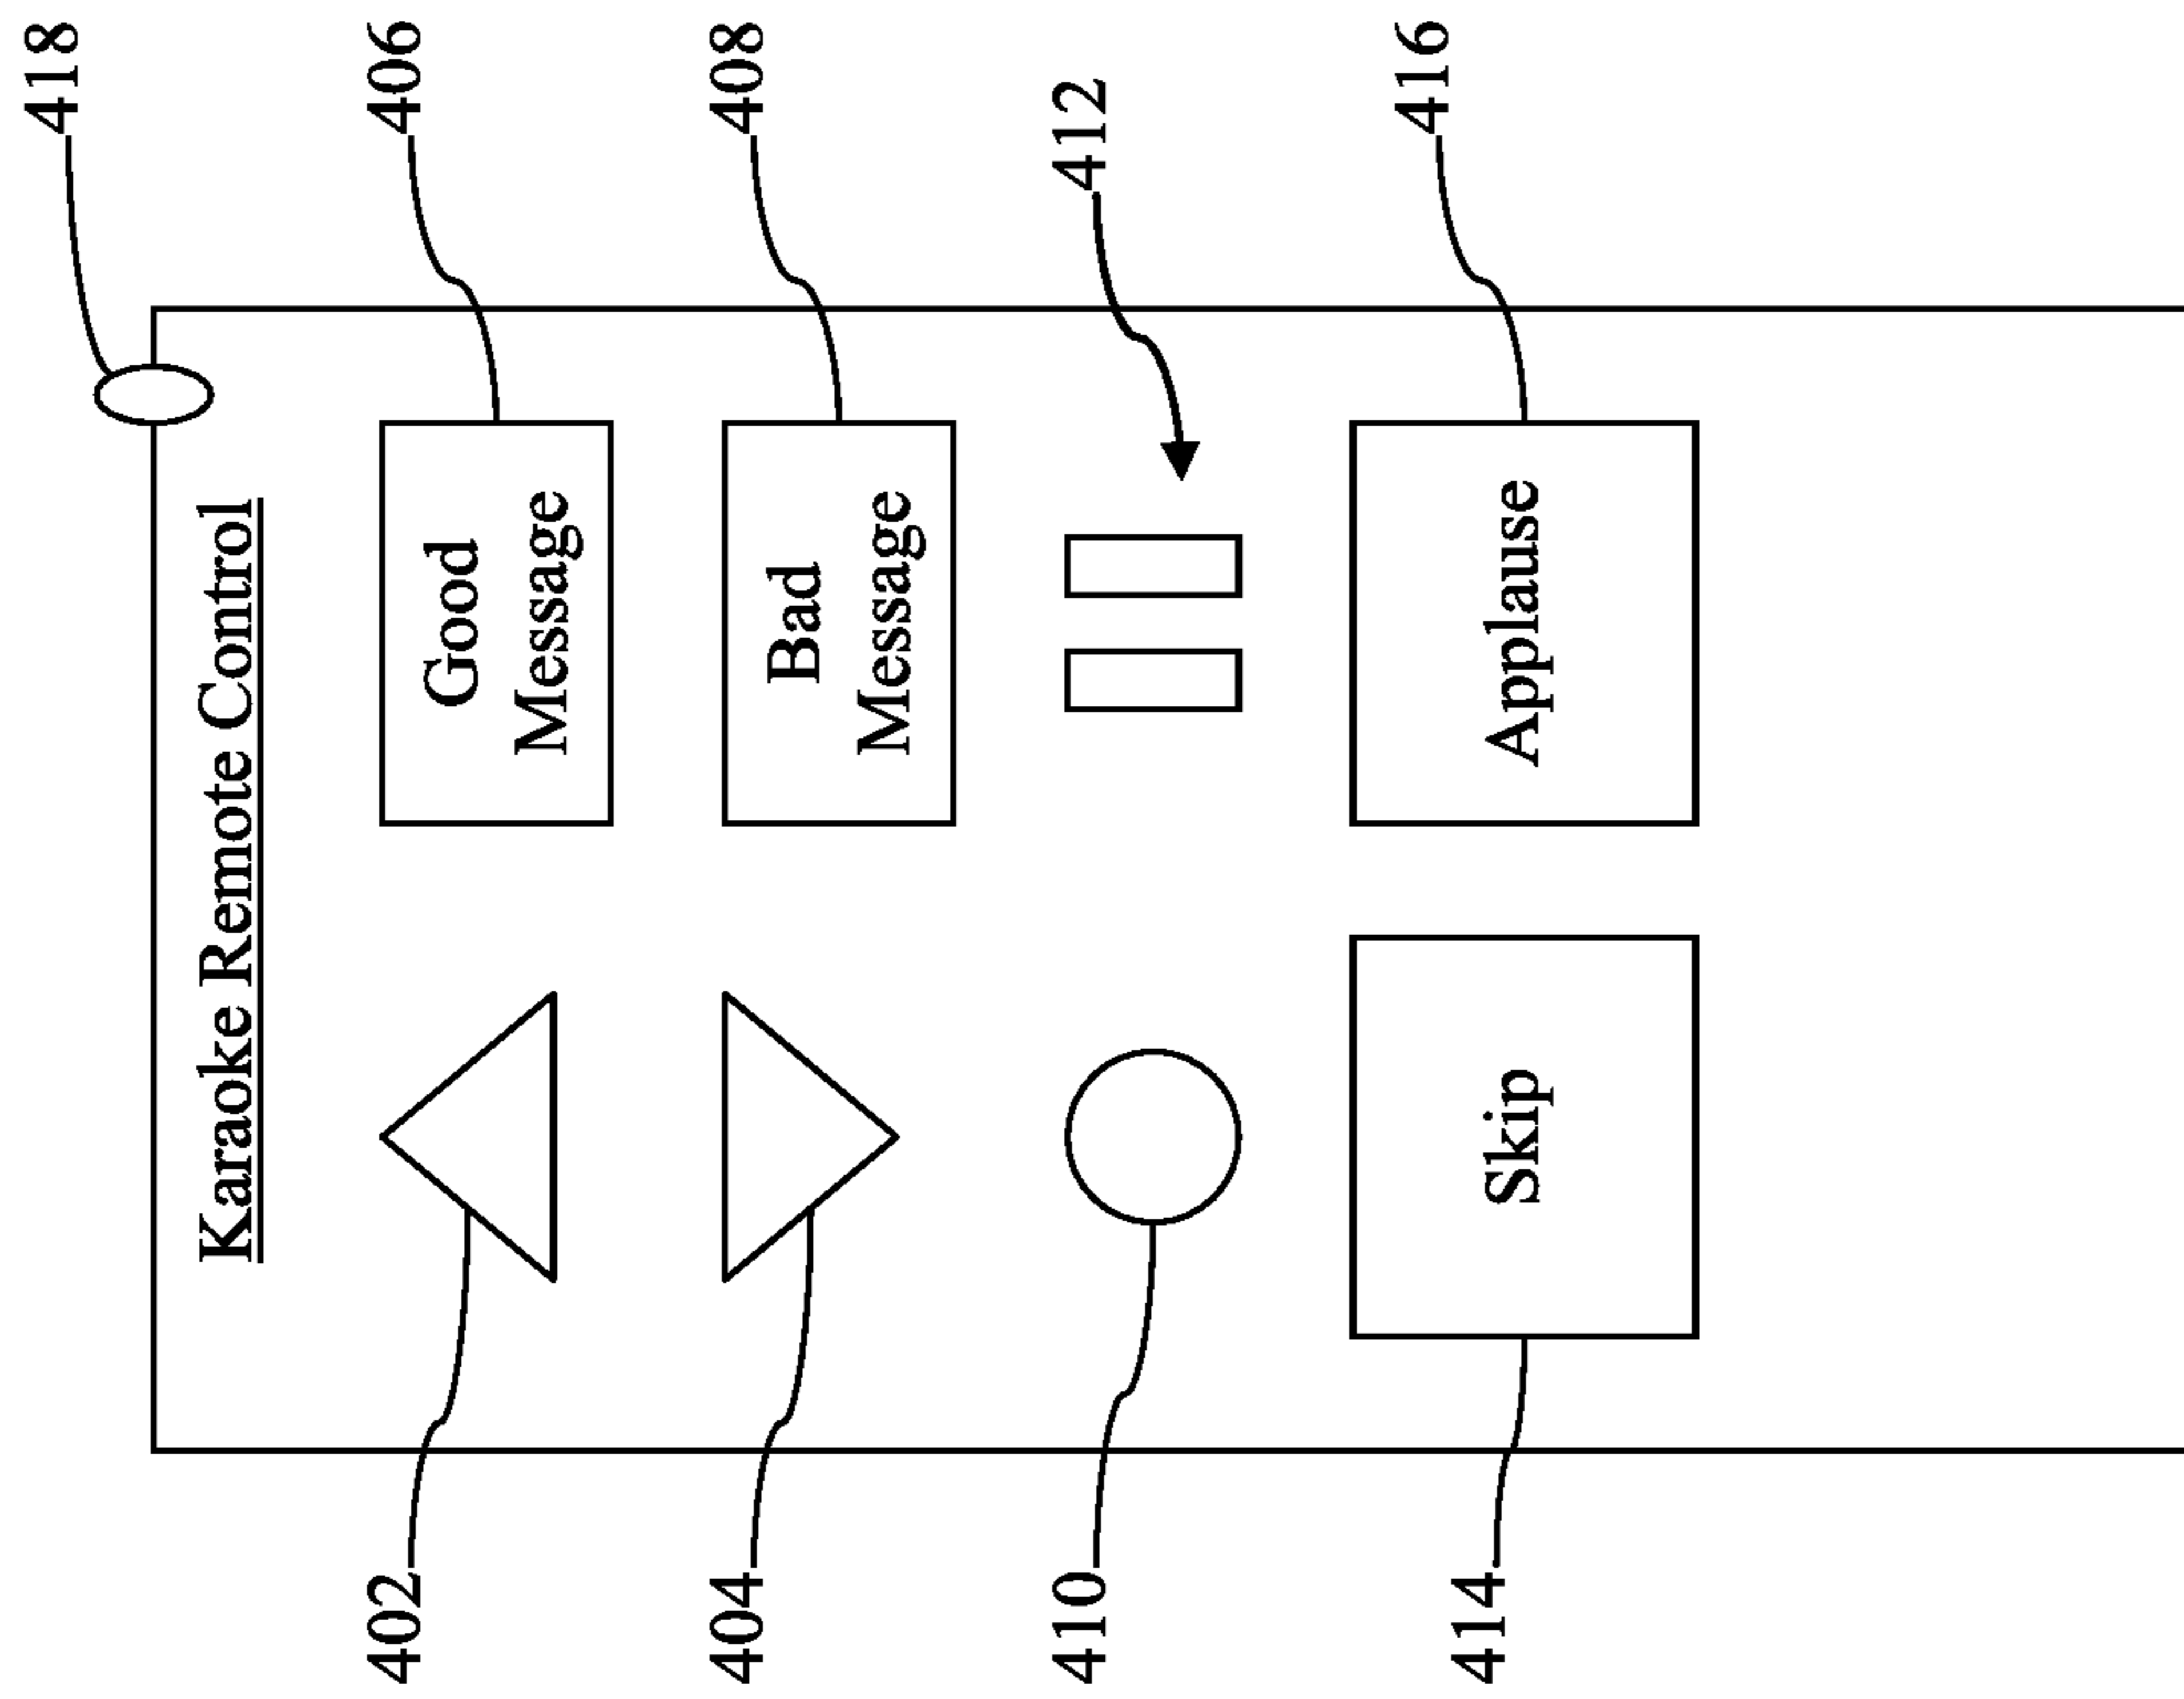 418
Karaoke Remote Control
402
Good
Message
406
404
Bad
Message
408
410
412
414
Skip
Applause
416